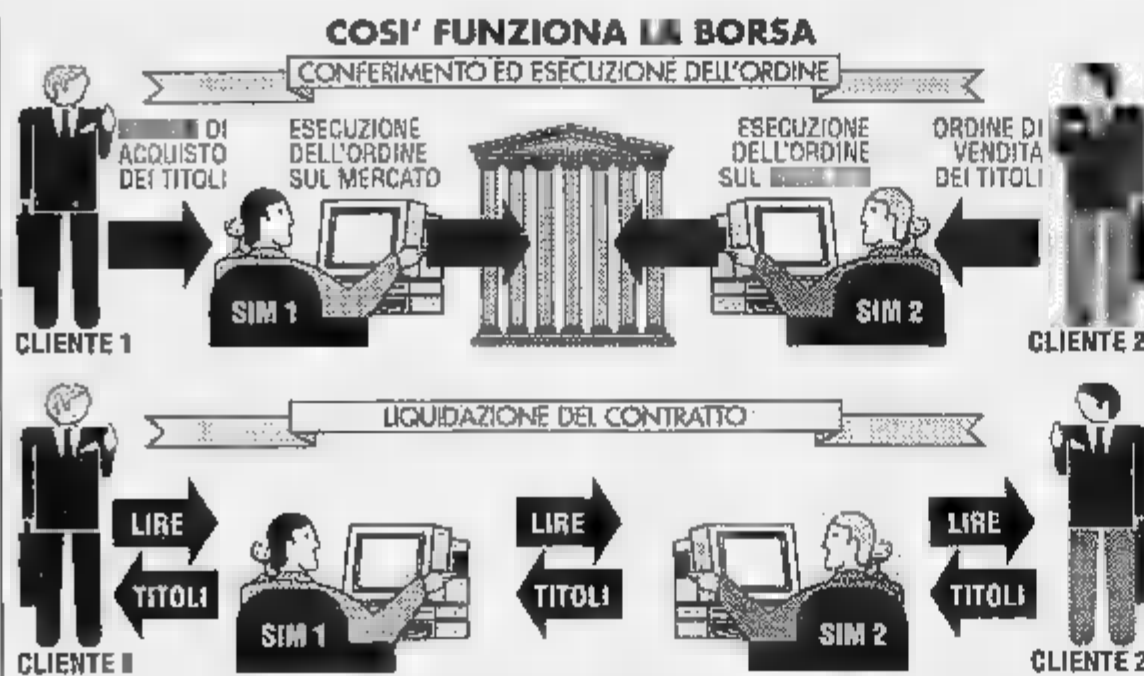 COSI' FUNZIONA BORSA
CONFERIMENTO ED ESECUZIONE DELL'ORDINE
DI
ACQUISTO
DEI TITOLI
ESECUZIONE
DELL'ORDINE
SUL MERCATO
ESECUZIONE
DELL'ORDINE
SUL
ORDINE DI
VENDITA
DEI TITOLI
SIM 1
SIM 2
CLIENTE 1
CLIENTE 2
LIQUIDAZIONE DEL CONTRATTO
LIRE
LIRE
LIRE
TITOLI
TITOLI
TITOLI
SIM 1
SIM 2
CLIENTE
CLIENTE 2